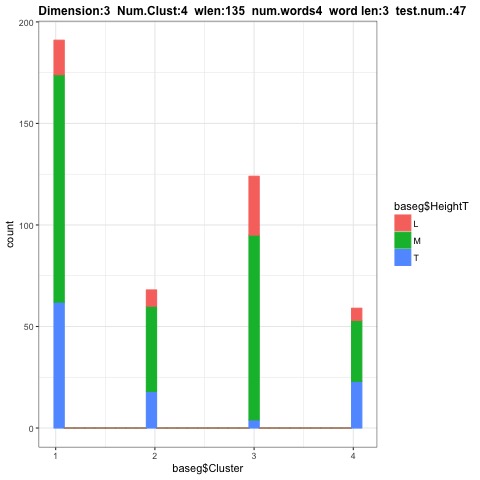 Dimension:3 Num.Clust:4 wlen:135 num.words4 word len:3 test.num.:47
200
150
100
50
0
count
1 2 3 4
baseg$Cluster
baseg$HeightT
L
M
T